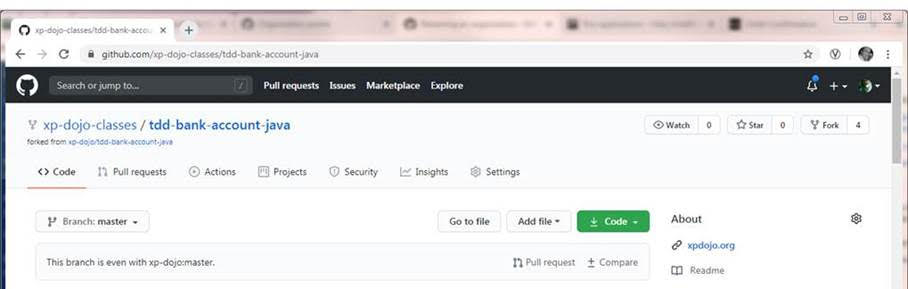 xp-dojo-classes/tdd-bank-accou
github.com/xp-dojo-classes/tdd-bank-account-java
Search or jump to... / Pull requests Issues Marketplace Explore
xp-dojo-classes / tdd-bank-account-java Watch 0 Star 0 Fork 4
forked from xp-dojo/tdd-bank-account-java
Code Pull requests Actions Projects Security Insights Settings
Branch: master Go to file Add file Code About
xpdojo.org
This branch is even with xp-dojo:master. Pull request Compare
Readme